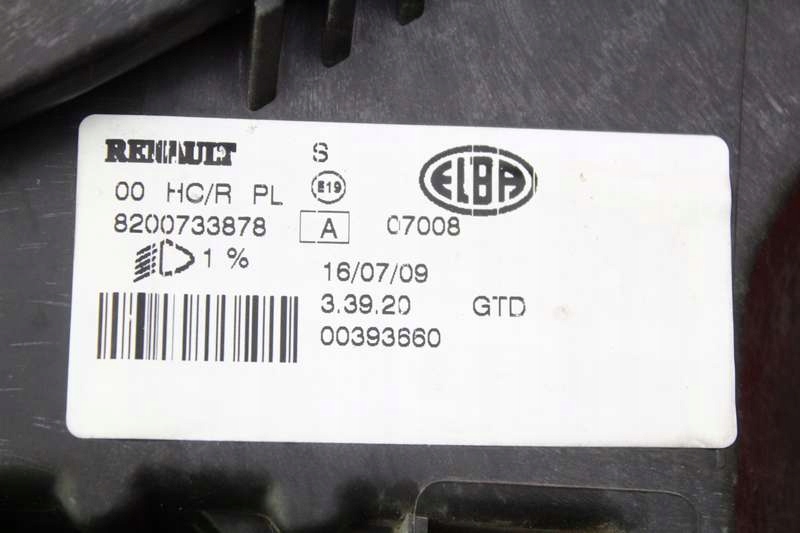 RENAULT S ELBA
00 HC/R PL E19
8200733878 A 07008
1 %
16/07/09
3.39.20 GTD
00393660